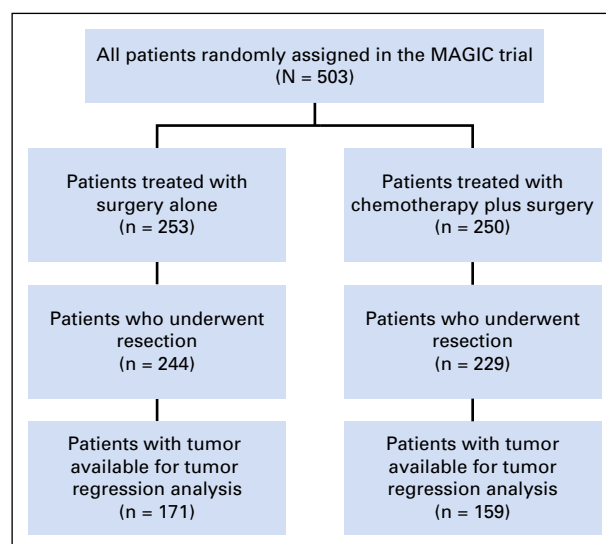 All patients randomly assigned in the MAGIC trial
(N = 503)
Patients treated with
surgery alone
(n = 253)
Patients treated with
chemotherapy plus surgery
(n = 250)
Patients who underwent
resection
(n = 244)
Patients who underwent
resection
(n = 229)
Patients with tumor
available for tumor
regression analysis
(n = 171)
Patients with tumor
available for tumor
regression analysis
(n = 159)